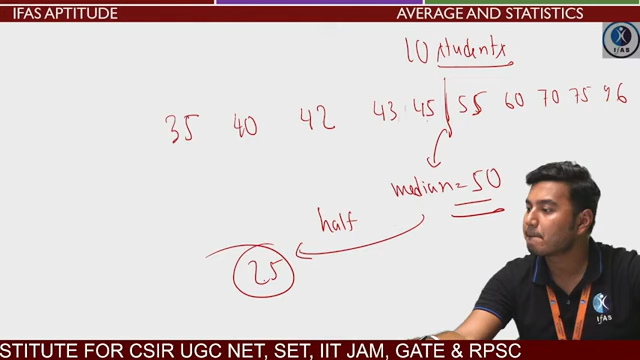 IFAS APTITUDE
AVERAGE AND STATISTICS
IFAS
10 students
35 40 42 43 45 55 60 70 75 96
median = 50
half
25
IFAS
STITUTE FOR CSIR UGC NET, SET, IIT JAM, GATE & RPSC